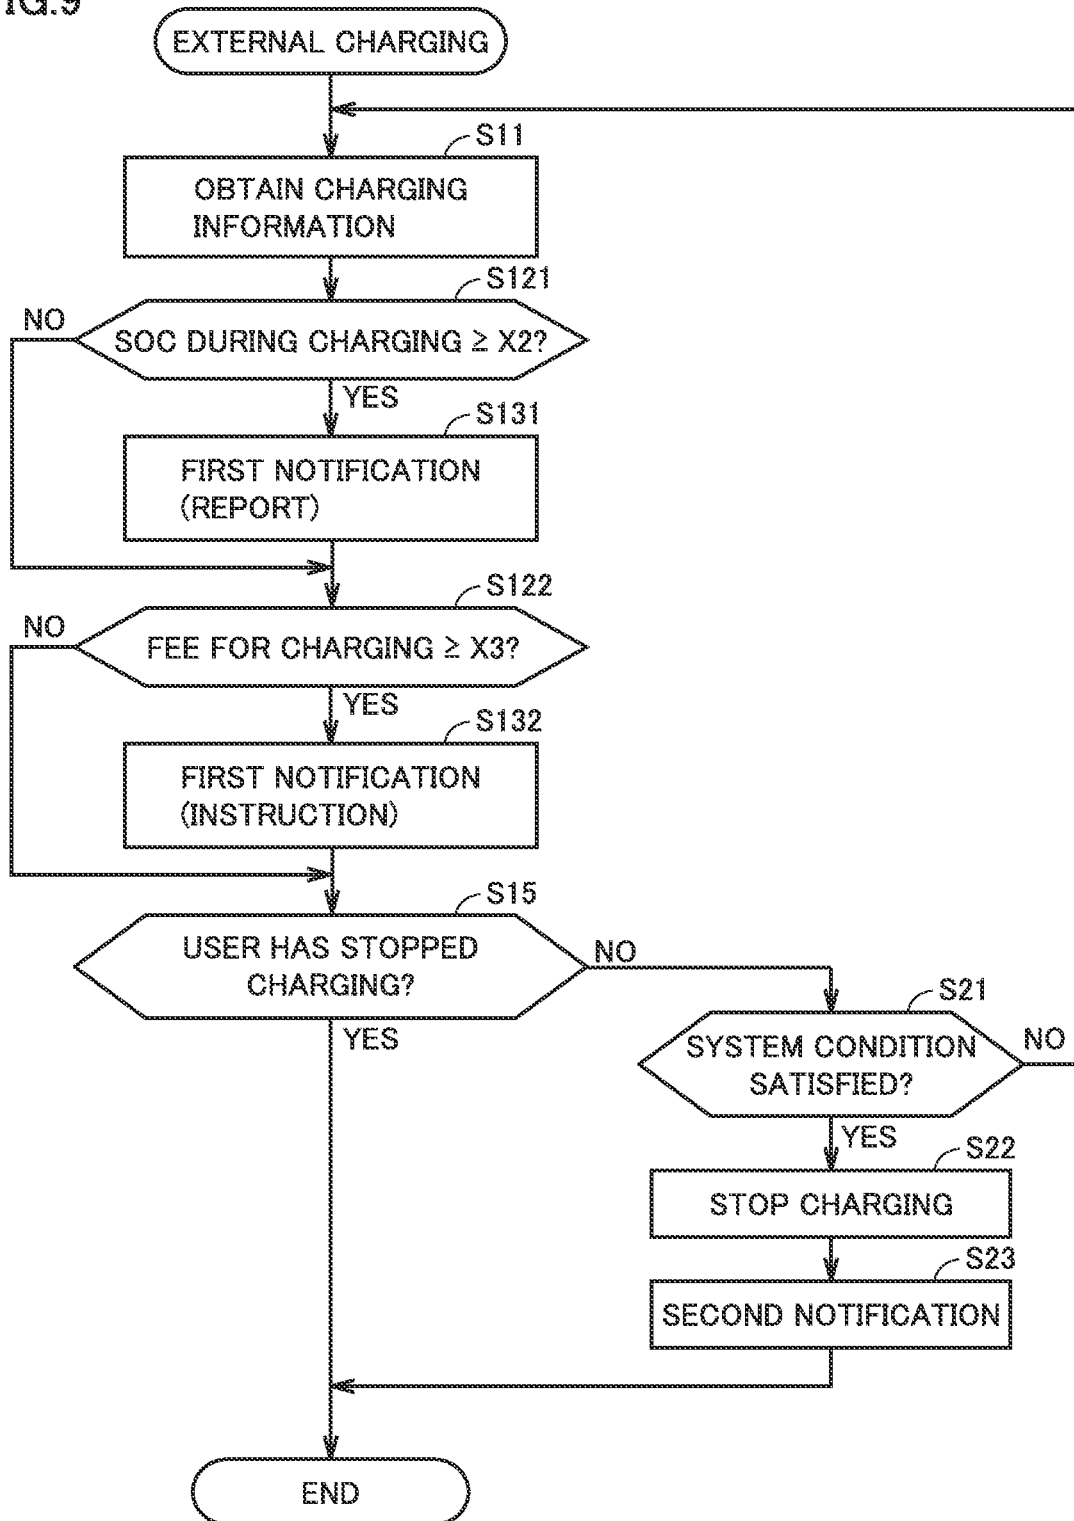 FIG.9
EXTERNAL CHARGING
S11
OBTAIN CHARGING
INFORMATION
S121
NO
SOC DURING CHARGING ≥ X2?
YES
S131
FIRST NOTIFICATION
(REPORT)
S122
NO
FEE FOR CHARGING ≥ X3?
YES
S132
FIRST NOTIFICATION
(INSTRUCTION)
S15
USER HAS STOPPED
CHARGING?
NO
YES
S21
SYSTEM CONDITION
SATISFIED?
NO
YES
S22
STOP CHARGING
S23
SECOND NOTIFICATION
END